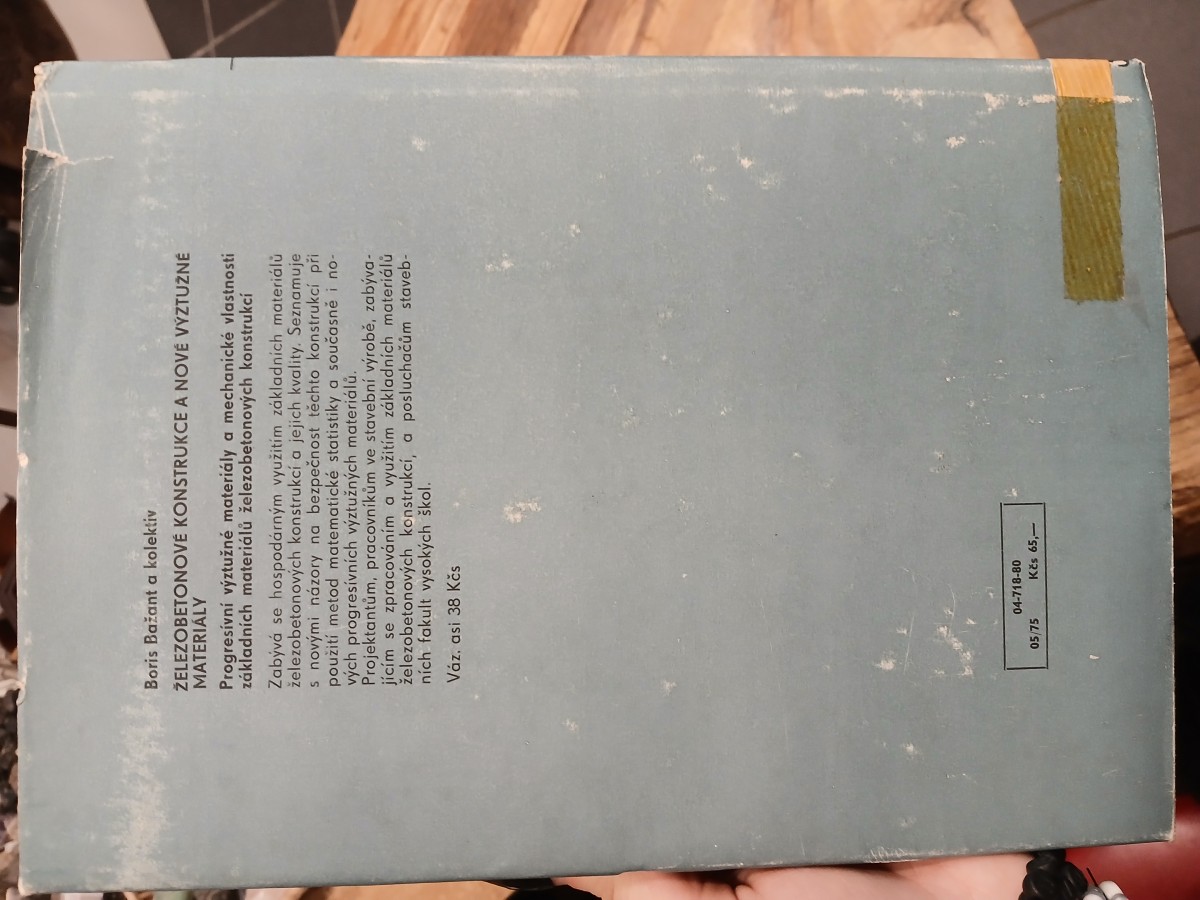 Boris Bažant a kolektiv
ŽELEZOBETONOVÉ KONSTRUKCE A NOVÉ VÝZTUŽNÉ
MATERIÁLY
Progresívní výztužné materiály a mechanické vlastnosti
základních materiálů železobetonových konstrukcí
Zabývá se hospodárným využitím základních materiálů
železobetonových konstrukcí a jejich kvality. Seznamuje
s novými názory na bezpečnost těchto konstrukcí při
použití metod matematické statistiky a současně i no-
vých progresívních výztužných materiálů.
Projektantům, pracovníkům ve stavební výrobě, zabýva-
jícím se zpracováním a využitím základních materiálů
železobetonových konstrukcí, a posluchačům staveb-
ních fakult vysokých škol.
Váz. asi 38 Kčs
04-718-80
05/75 Kčs 65,—